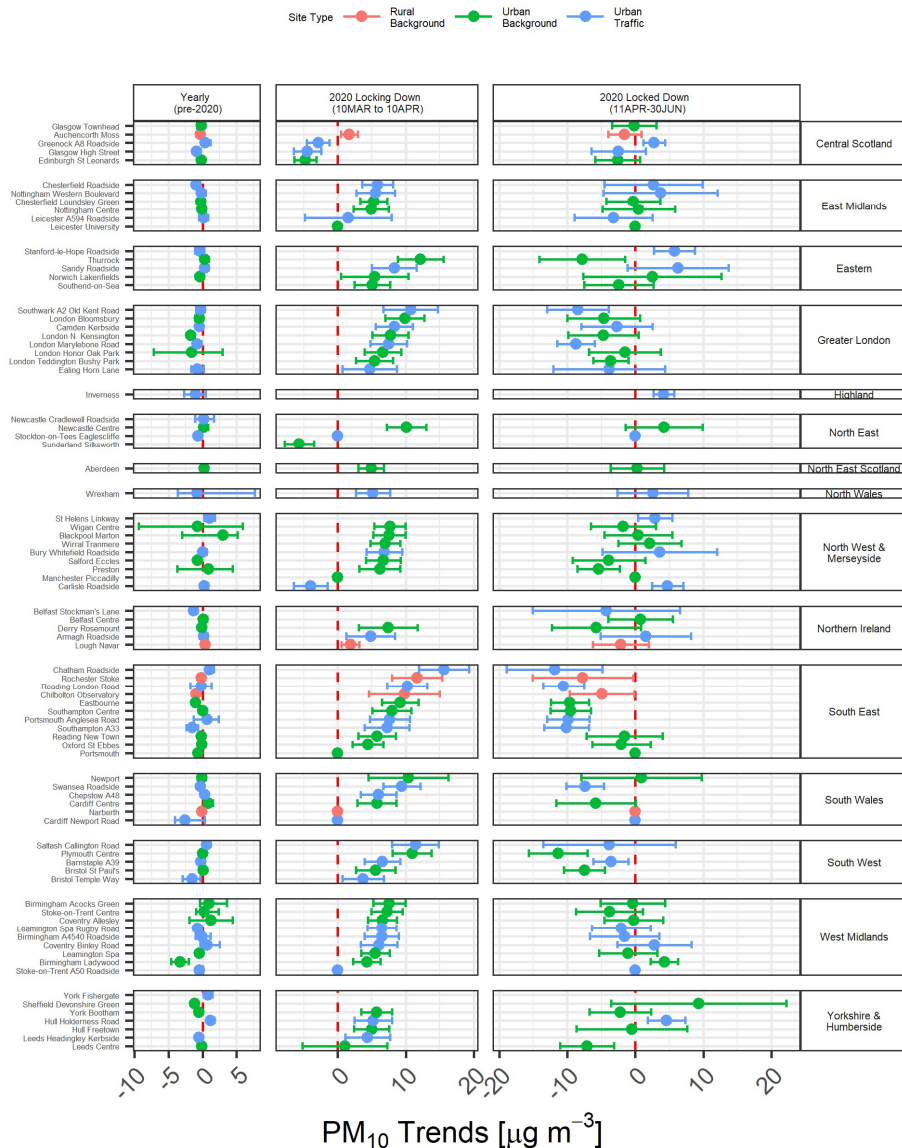 Site Type Rural Background Urban Background Urban Traffic
Yearly (pre-2020)
2020 Locking Down (10MAR to 10APR)
2020 Locked Down (11APR-30JUN)
Glasgow Townhead
Auchencorth Moss
Greenock A8 Roadside
Glasgow High Street
Edinburgh St Leonards
Central Scotland
Chesterfield Roadside
Nottingham Western Boulevard
Chesterfield Loundsley Green
Nottingham Centre
Leicester A594 Roadside
Leicester University
East Midlands
Stanford-le-Hope Roadside
Thurrock
Sandy Roadside
Norwich Lakenfields
Southend-on-Sea
Eastern
Southwark A2 Old Kent Road
London Bloomsbury
Camden Kerbside
London N. Kensington
London Marylebone Road
London Honor Oak Park
London Teddington Bushy Park
Ealing Horn Lane
Greater London
Inverness
Highland
Newcastle Cradlewell Roadside
Newcastle Centre
Stockton-on-Tees Eaglescliffe
Sunderland Silksworth
North East
Aberdeen
North East Scotland
Wrexham
North Wales
St Helens Linkway
Wigan Centre
Blackpool Marton
Wirral Tranmere
Bury Whitefield Roadside
Salford Eccles
Preston
Manchester Piccadilly
Carlisle Roadside
North West &
Merseyside
Belfast Stockman's Lane
Belfast Centre
Derry Rosemount
Armagh Roadside
Lough Navar
Northern Ireland
Chatham Roadside
Rochester Stoke
Reading London Road
Chilbolton Observatory
Eastbourne
Southampton Centre
Portsmouth Anglesea Road
Southampton A33
Reading New Town
Oxford St Ebbes
Portsmouth
South East
Newport
Swansea Roadside
Chepstow A48
Cardiff Centre
Narberth
Cardiff Newport Road
South Wales
Saltash Callington Road
Plymouth Centre
Barnstaple A39
Bristol St Paul's
Bristol Temple Way
South West
Birmingham Acocks Green
Stoke-on-Trent Centre
Coventry Allesley
Leamington Spa Rugby Road
Birmingham A4540 Roadside
Coventry Binley Road
Leamington Spa
Birmingham Ladywood
Stoke-on-Trent A50 Roadside
West Midlands
York Fishergate
Sheffield Devonshire Green
York Bootham
Hull Holderness Road
Hull Freetown
Leeds Headingley Kerbside
Leeds Centre
Yorkshire &
Humberside
-10 -5 0 5
0 10 20
-20 -10 0 10 20
PM10 Trends [µg m−3]